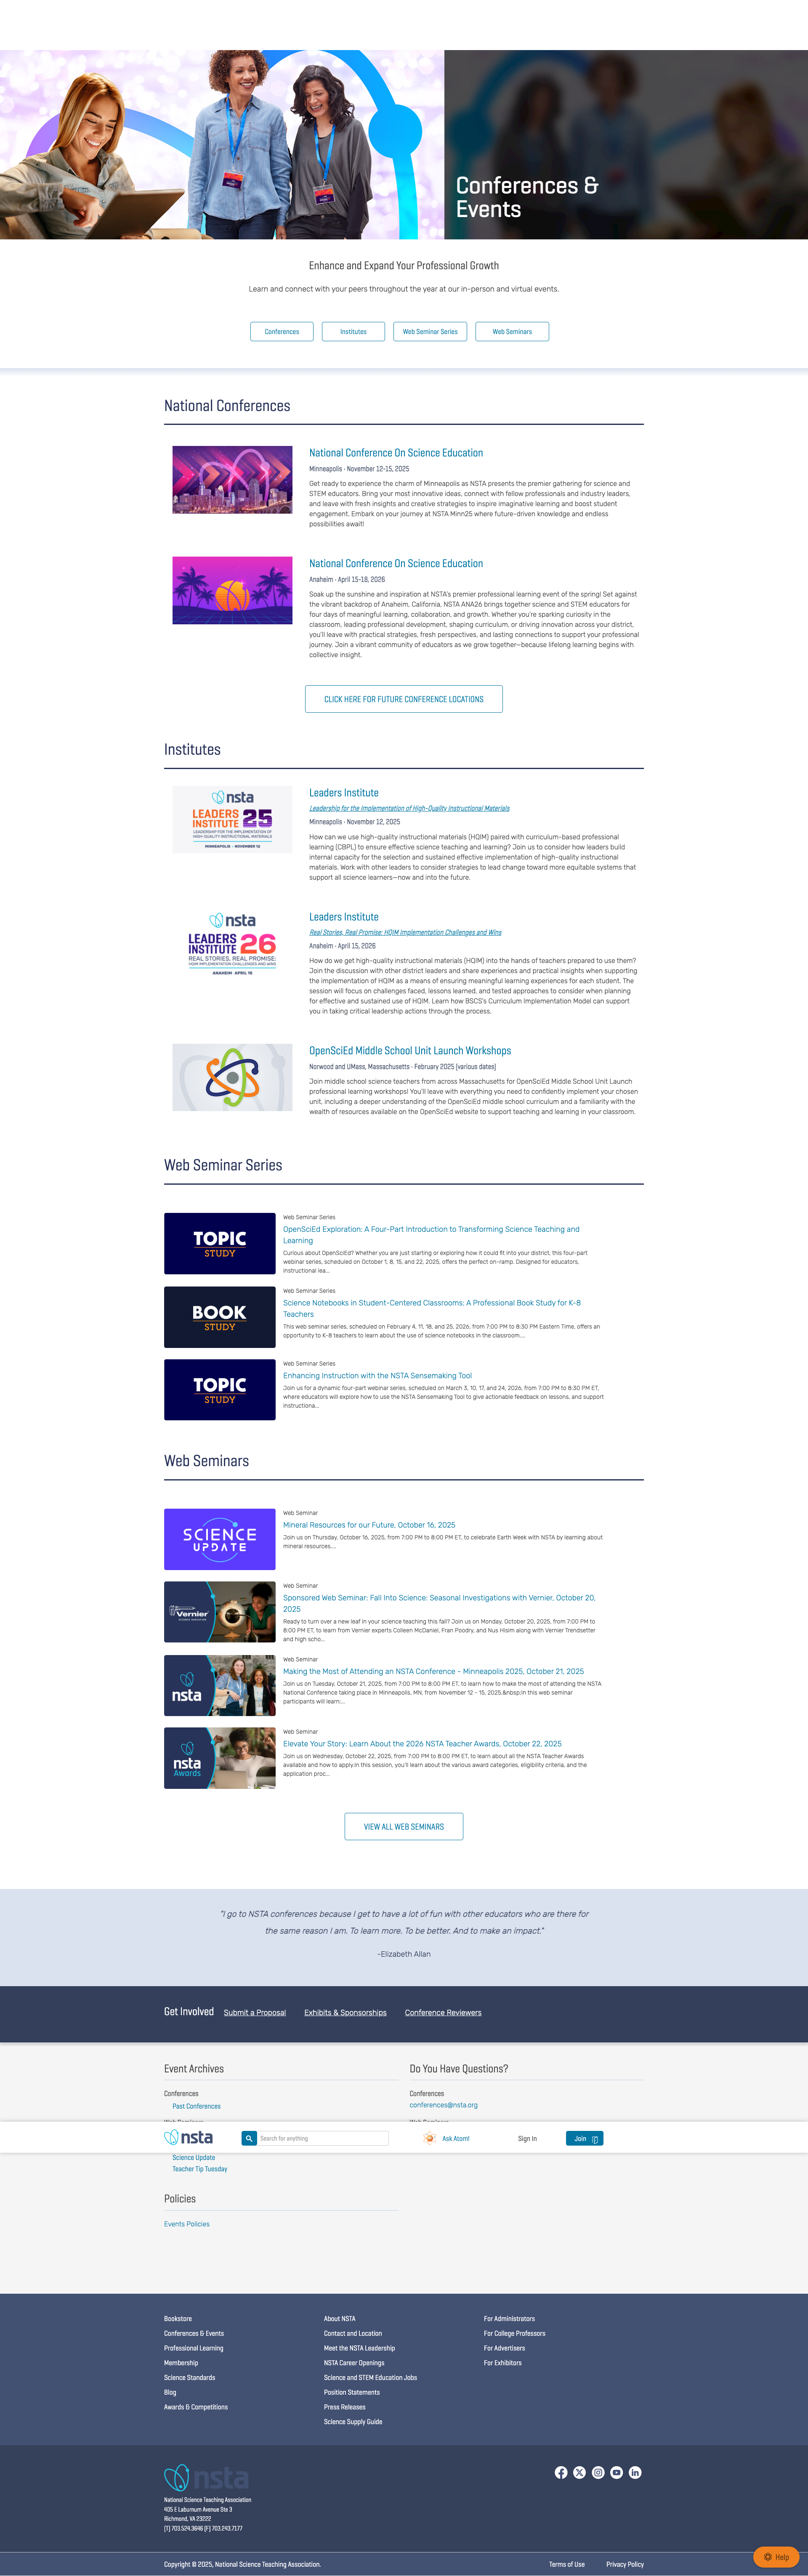 Conferences &
Events
Enhance and Expand Your Professional Growth
Learn and connect with your peers throughout the year at our in-person and virtual events.
Conferences
Institutes
Web Seminar Series
Web Seminars
National Conferences
National Conference On Science Education
Minneapolis • November 12-15, 2025
Get ready to experience the charm of Minneapolis as NSTA presents the premier gathering for science and
STEM educators. Bring your most innovative ideas, connect with fellow professionals and industry leaders,
and leave with fresh insights and creative strategies to inspire imaginative learning and boost student
engagement. Embark on your journey at NSTA Minn25 where future-driven knowledge and endless
possibilities await!
National Conference On Science Education
Anaheim • April 15-18, 2026
Soak up the sunshine and inspiration at NSTA's premier professional learning event of the spring! Set against
the vibrant backdrop of Anaheim, California, NSTA ANA26 brings together science and STEM educators for
four days of meaningful learning, collaboration, and growth. Whether you're sparking curiosity in the
classroom, leading professional development, shaping curriculum, or driving innovation across your district,
you'll leave with practical strategies, fresh perspectives, and lasting connections to support your professional
journey. Join a vibrant community of educators as we grow together—because lifelong learning begins with
collective insight.
CLICK HERE FOR FUTURE CONFERENCE LOCATIONS
Institutes
nsta
LEADERS
INSTITUTE 25
LEADERSHIP FOR THE IMPLEMENTATION OF
HIGH-QUALITY INSTRUCTIONAL MATERIALS
MINNEAPOLIS • NOVEMBER 12
Leaders Institute
Leadership for the Implementation of High-Quality Instructional Materials
Minneapolis • November 12, 2025
How can we use high-quality instructional materials (HQIM) paired with curriculum-based professional
learning (CBPL) to ensure effective science teaching and learning? Join us to consider how leaders build
internal capacity for the selection and sustained effective implementation of high-quality instructional
materials. Work with other leaders to consider strategies to lead change toward more equitable systems that
support all science learners—now and into the future.
nsta
LEADERS
INSTITUTE 26
REAL STORIES, REAL PROMISE:
HQIM IMPLEMENTATION CHALLENGES AND WINS
ANAHEIM • APRIL 15
Leaders Institute
Real Stories, Real Promise: HQIM Implementation Challenges and Wins
Anaheim • April 15, 2026
How do we get high-quality instructional materials (HQIM) into the hands of teachers prepared to use them?
Join the discussion with other district leaders and share experiences and practical insights when supporting
the implementation of HQIM as a means of ensuring meaningful learning experiences for each student. The
session will focus on challenges faced, lessons learned, and tested approaches to consider when planning
for effective and sustained use of HQIM. Learn how BSCS's Curriculum Implementation Model can support
you in taking critical leadership actions through the process.
OpenSciEd Middle School Unit Launch Workshops
Norwood and UMass, Massachusetts • February 2025 (various dates)
Join middle school science teachers from across Massachusetts for OpenSciEd Middle School Unit Launch
professional learning workshops! You'll leave with everything you need to confidently implement your chosen
unit, including a deeper understanding of the OpenSciEd middle school curriculum and a familiarity with the
wealth of resources available on the OpenSciEd website to support teaching and learning in your classroom.
Web Seminar Series
TOPIC
STUDY
Web Seminar Series
OpenSciEd Exploration: A Four-Part Introduction to Transforming Science Teaching and
Learning
Curious about OpenSciEd? Whether you are just starting or exploring how it could fit into your district, this four-part
webinar series, scheduled on October 1, 8, 15, and 22, 2025, offers the perfect on-ramp. Designed for educators,
instructional lea...
BOOK
STUDY
Web Seminar Series
Science Notebooks in Student-Centered Classrooms: A Professional Book Study for K-8
Teachers
This web seminar series, scheduled on February 4, 11, 18, and 25, 2026, from 7:00 PM to 8:30 PM Eastern Time, offers an
opportunity to K-8 teachers to learn about the use of science notebooks in the classroom....
TOPIC
STUDY
Web Seminar Series
Enhancing Instruction with the NSTA Sensemaking Tool
Join us for a dynamic four-part webinar series, scheduled on March 3, 10, 17, and 24, 2026, from 7:00 PM to 8:30 PM ET,
where educators will explore how to use the NSTA Sensemaking Tool to give actionable feedback on lessons, and support
instructiona...
Web Seminars
SCIENCE
UPDATE
Web Seminar
Mineral Resources for our Future, October 16, 2025
Join us on Thursday, October 16, 2025, from 7:00 PM to 8:00 PM ET, to celebrate Earth Week with NSTA by learning about
mineral resources....
Vernier
Web Seminar
Sponsored Web Seminar: Fall Into Science: Seasonal Investigations with Vernier, October 20,
2025
Ready to turn over a new leaf in your science teaching this fall? Join us on Monday, October 20, 2025, from 7:00 PM to
8:00 PM ET, to learn from Vernier experts Colleen McDaniel, Fran Poodry, and Nüs Hisim along with Vernier Trendsetter
and high scho...
nsta
Web Seminar
Making the Most of Attending an NSTA Conference - Minneapolis 2025, October 21, 2025
Join us on Tuesday, October 21, 2025, from 7:00 PM to 8:00 PM ET, to learn how to make the most of attending the NSTA
National Conference taking place in Minneapolis, MN, from November 12 - 15, 2025.&nbsp;In this web seminar
participants will learn:...
nsta
Awards
Web Seminar
Elevate Your Story: Learn About the 2026 NSTA Teacher Awards, October 22, 2025
Join us on Wednesday, October 22, 2025, from 7:00 PM to 8:00 PM ET, to learn about all the NSTA Teacher Awards
available and how to apply.In this session, you'll learn about the various award categories, eligibility criteria, and the
application proc...
VIEW ALL WEB SEMINARS
"I go to NSTA conferences because I get to have a lot of fun with other educators who are there for
the same reason I am. To learn more. To be better. And to make an impact."
-Elizabeth Allan
Get Involved
Submit a Proposal
Exhibits & Sponsorships
Conference Reviewers
Event Archives
Conferences
Past Conferences
Do You Have Questions?
Conferences
conferences@nsta.org
nsta
Search for anything
Ask Atom!
Sign In
Join
Science Update
Teacher Tip Tuesday
Policies
Events Policies
Bookstore
Conferences & Events
Professional Learning
Membership
Science Standards
Blog
Awards & Competitions
About NSTA
Contact and Location
Meet the NSTA Leadership
NSTA Career Openings
Science and STEM Education Jobs
Position Statements
Press Releases
Science Supply Guide
For Administrators
For College Professors
For Advertisers
For Exhibitors
nsta
National Science Teaching Association
405 E Laburnum Avenue Ste 3
Richmond, VA 23222
(T) 703.524.3646 (F) 703.243.7177
Copyright © 2025, National Science Teaching Association.
Terms of Use
Privacy Policy
Help